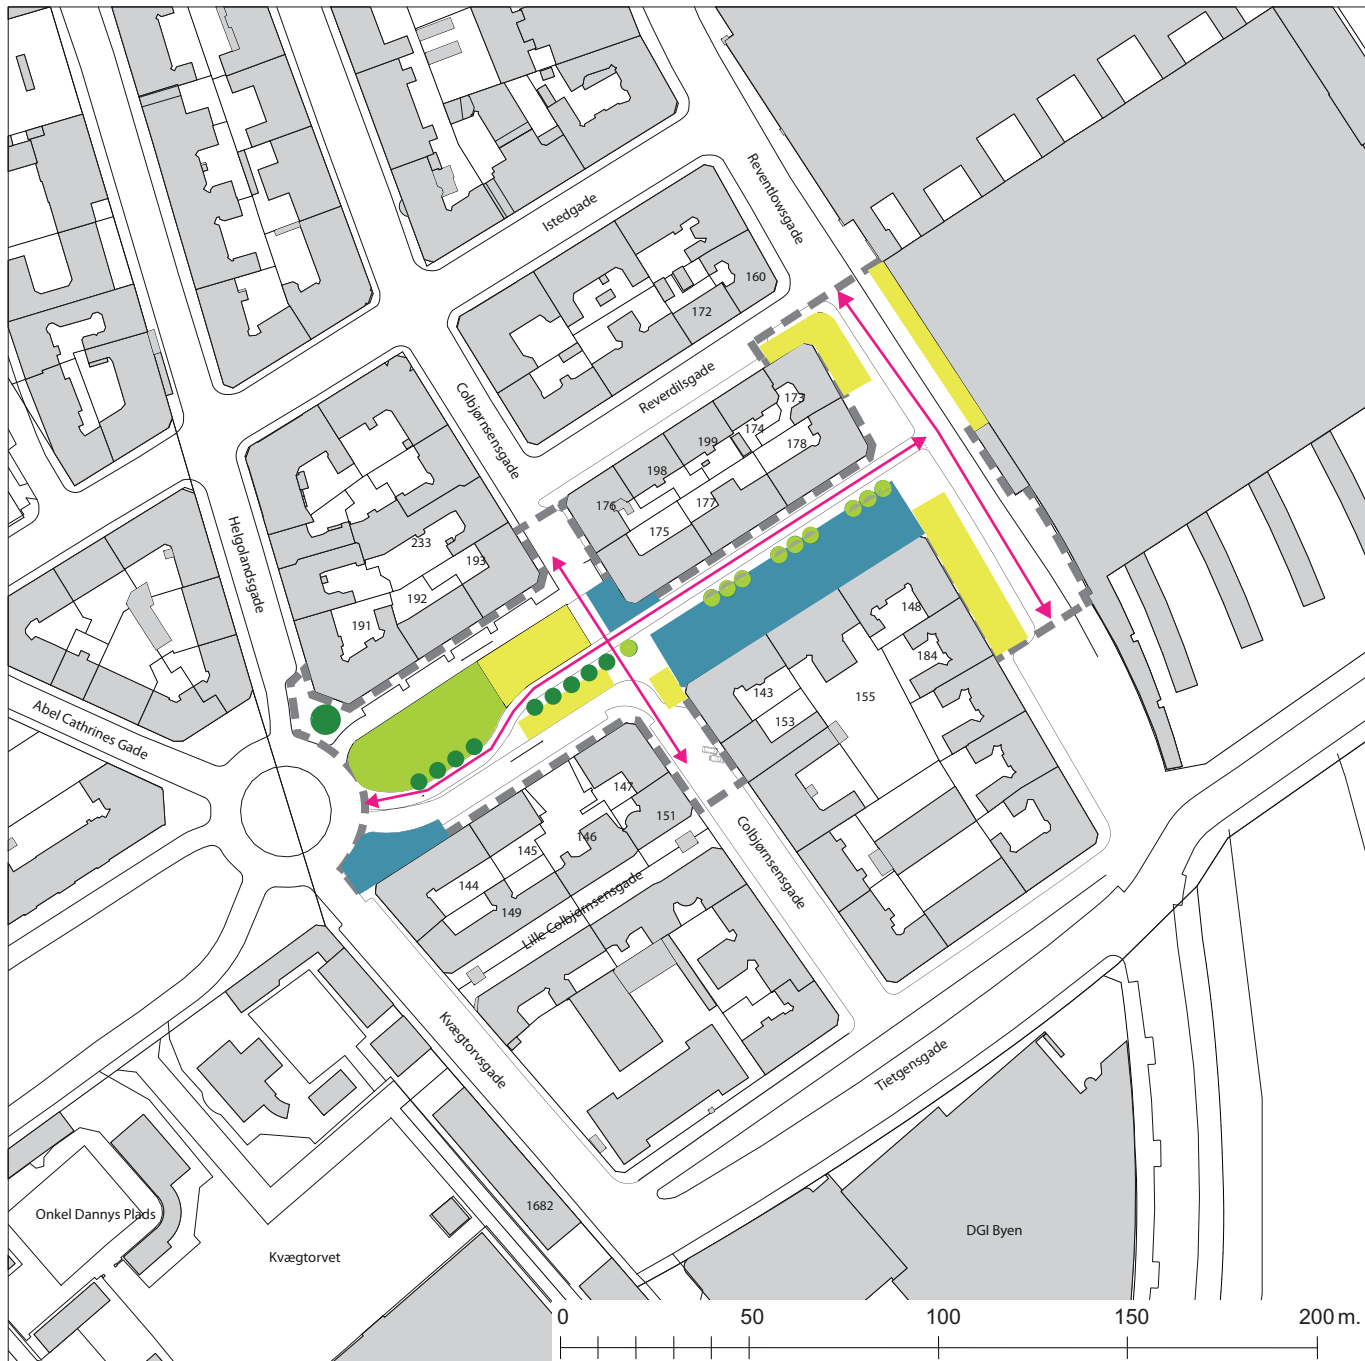 Istedgade
Reventlowsgade
160
172
Colbjørnsensgade
Reverdilsgade
173
174
178
199
198
176
177
175
Helgolandsgade
233
193
192
191
148
184
155
143
153
Abel Cathrines Gade
147
151
146
145
144
149
Lille Colbjørnsensgade
Colbjørnsensgade
Kvægtorvsgade
Tietgensgade
1682
Onkel Dannys Plads
Kvægtorvet
DGI Byen
0 50 100 150 200 m.